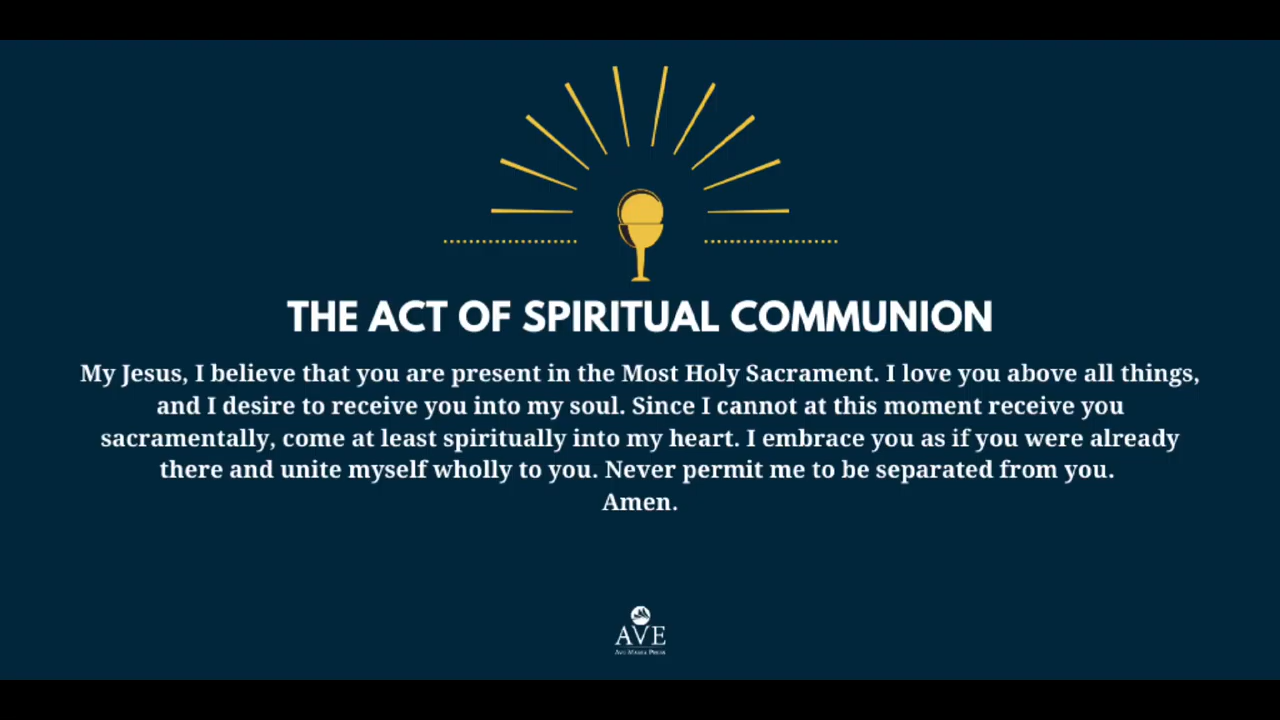 THE ACT OF SPIRITUAL COMMUNION
My Jesus, I believe that you are present in the Most Holy Sacrament. I love you above all things,
and I desire to receive you into my soul. Since I cannot at this moment receive you
sacramentally, come at least spiritually into my heart. I embrace you as if you were already
there and unite myself wholly to you. Never permit me to be separated from you.
Amen.
AVE
AVE MARIA PRESS